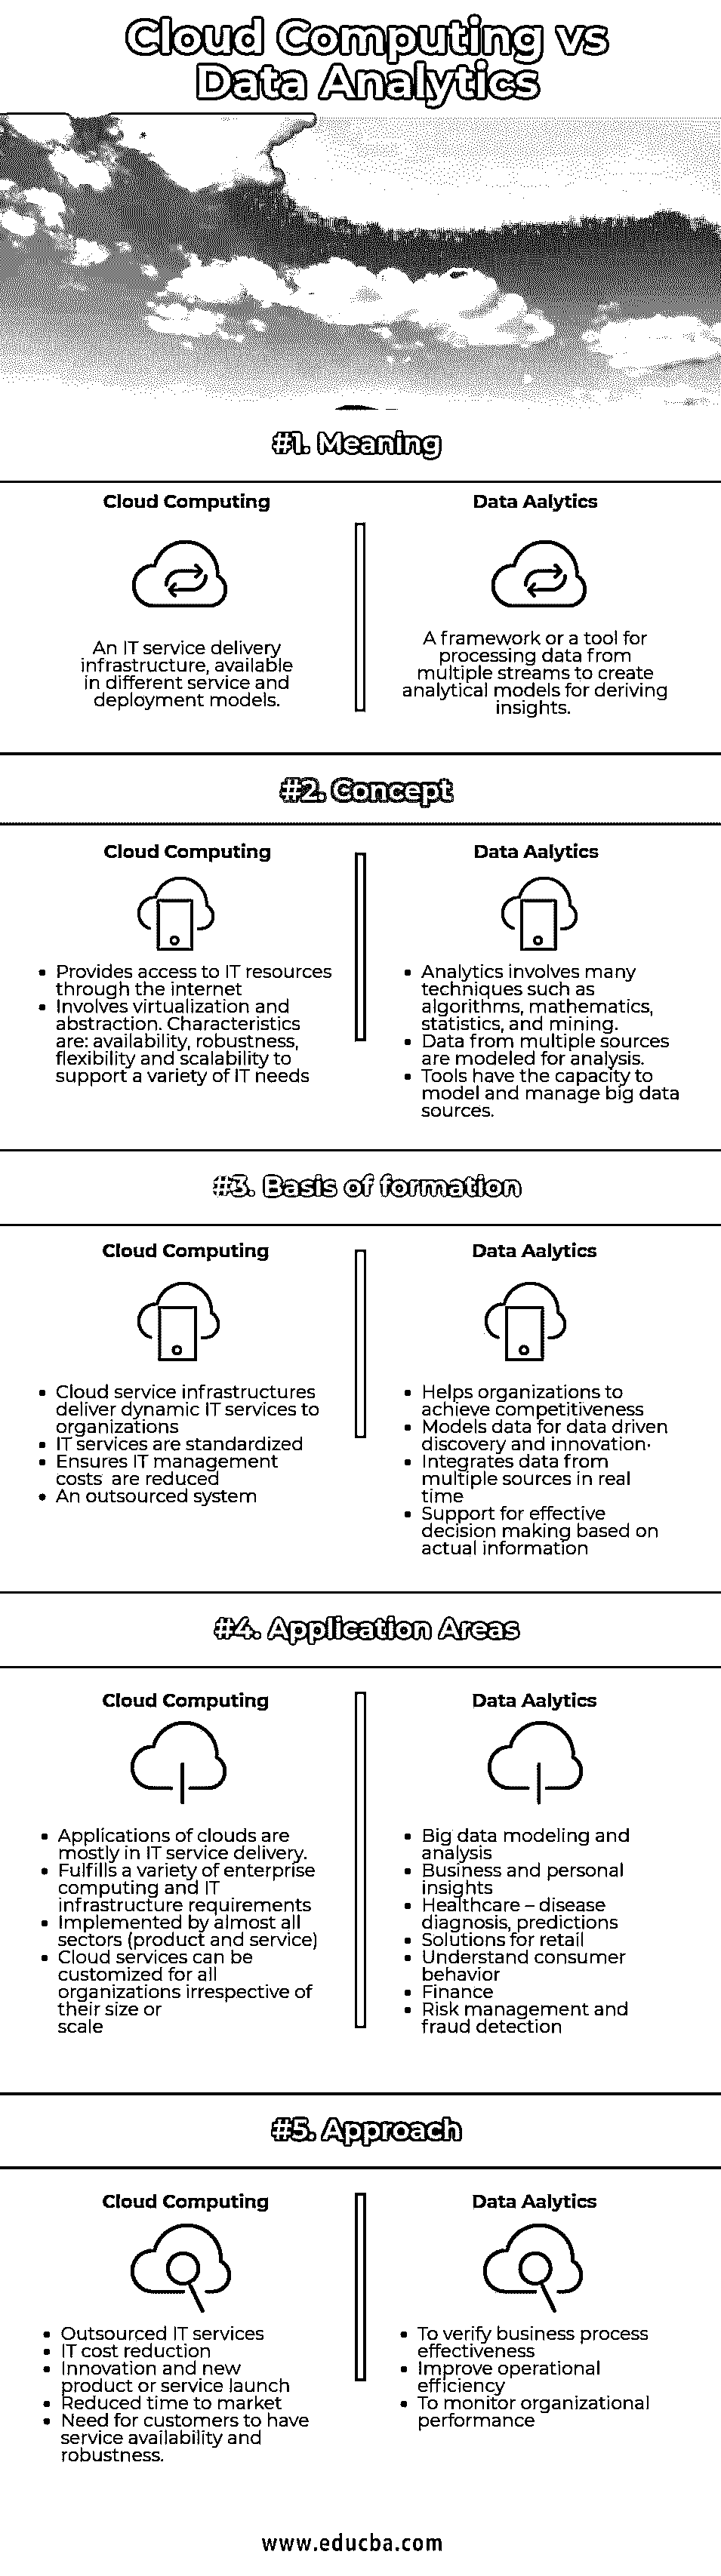 Cloud Computing vs
Data Analytics
#1. Meaning
Cloud Computing
An IT service delivery
infrastructure, available
in different service and
deployment models.
Data Aalytics
A framework or a tool for
processing data from
multiple streams to create
analytical models for deriving
insights.
#2. Concept
Cloud Computing
Provides access to IT resources
through the internet
Involves virtualization and
abstraction. Characteristics
are: availability, robustness,
flexibility and scalability to
support a variety of IT needs
Data Aalytics
Analytics involves many
techniques such as
algorithms, mathematics,
statistics, and mining.
Data from multiple sources
are modeled for analysis.
Tools have the capacity to
model and manage big data
sources.
#3. Basis of formation
Cloud Computing
Cloud service infrastructures
deliver dynamic IT services to
organizations
IT services are standardized
Ensures IT management
costs are reduced
An outsourced system
Data Aalytics
Helps organizations to
achieve competitiveness
Models data for data driven
discovery and innovation·
Integrates data from
multiple sources in real
time
Support for effective
decision making based on
actual information
#4. Application Areas
Cloud Computing
Applications of clouds are
mostly in IT service delivery.
Fulfills a variety of enterprise
computing and IT
infrastructure requirements
Implemented by almost all
sectors (product and service)
Cloud services can be
customized for all
organizations irrespective of
their size or
scale
Data Aalytics
Big data modeling and
analysis
Business and personal
insights
Healthcare – disease
diagnosis, predictions
Solutions for retail
Understand consumer
behavior
Finance
Risk management and
fraud detection
#5. Approach
Cloud Computing
Outsourced IT services
IT cost reduction
Innovation and new
product or service launch
Reduced time to market
Need for customers to have
service availability and
robustness.
Data Aalytics
To verify business process
effectiveness
Improve operational
efficiency
To monitor organizational
performance
www.educba.com